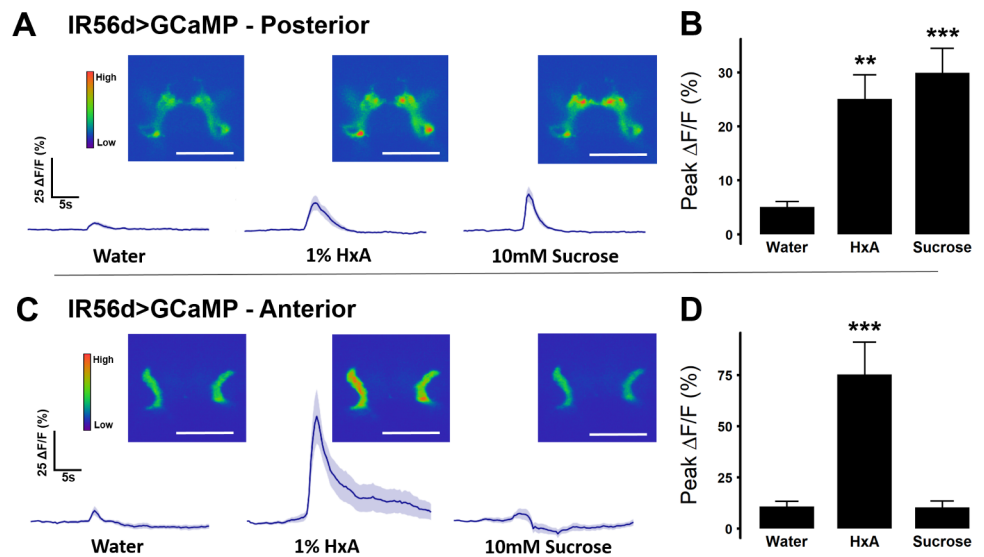 A IR56d>GCaMP - Posterior
High
Low
25 ΔF/F (%)
5s
Water
1% HxA
10mM Sucrose
B
Peak ΔF/F (%)
30
20
10
0
**
***
Water HxA Sucrose
C IR56d>GCaMP - Anterior
High
Low
25 ΔF/F (%)
5s
Water
1% HxA
10mM Sucrose
D
Peak ΔF/F (%)
75
50
25
0
***
Water HxA Sucrose